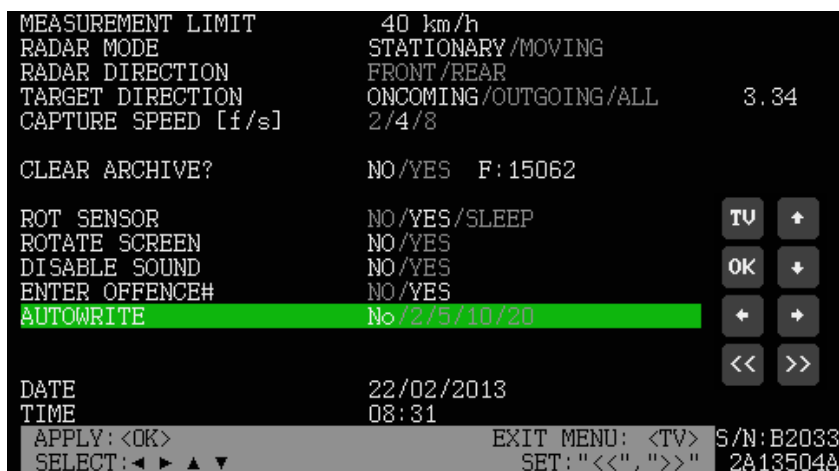 MEASUREMENT LIMIT 40 km/h
RADAR MODE STATIONARY/MOVING
RADAR DIRECTION FRONT/REAR
TARGET DIRECTION ONCOMING/OUTGOING/ALL 3.34
CAPTURE SPEED [f/s] 2/4/8
CLEAR ARCHIVE? NO/YES F:15062
ROT SENSOR NO/YES/SLEEP TV ↑
ROTATE SCREEN NO/YES
DISABLE SOUND NO/YES OK ↓
ENTER OFFENCE# NO/YES
AUTOWRITE No/2/5/10/20 ← →
<< >>
DATE 22/02/2013
TIME 08:31
APPLY:<OK> EXIT MENU: <TV> S/N:B2033
SELECT:◄ ► ▲ ▼ SET:"<<",">>" 2A13504A